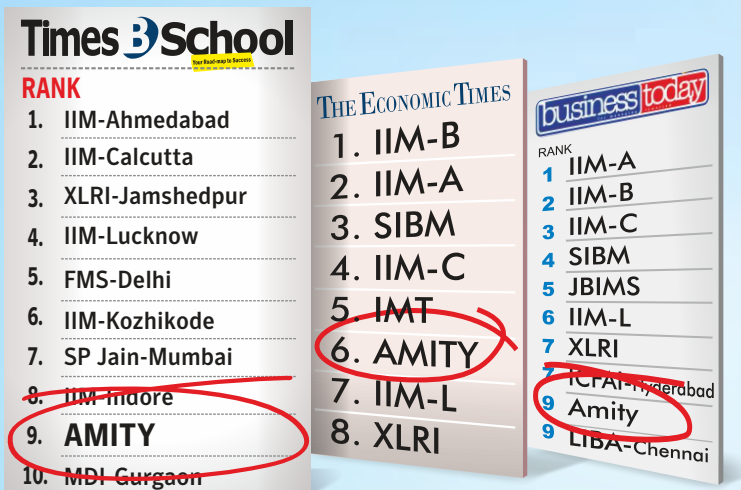 Times B School
Your Road-map to Success
RANK
1. IIM-Ahmedabad
2. IIM-Calcutta
3. XLRI-Jamshedpur
4. IIM-Lucknow
5. FMS-Delhi
6. IIM-Kozhikode
7. SP Jain-Mumbai
8. IIM-Indore
9. AMITY
10. MDI-Gurgaon
THE ECONOMIC TIMES
1. IIM-B
2. IIM-A
3. SIBM
4. IIM-C
5. IMT
6. AMITY
7. IIM-L
8. XLRI
business today
RANK
1 IIM-A
2 IIM-B
3 IIM-C
4 SIBM
5 JBIMS
6 IIM-L
7 XLRI
7 ICFAI-Hyderabad
9 Amity
9 LIBA-Chennai